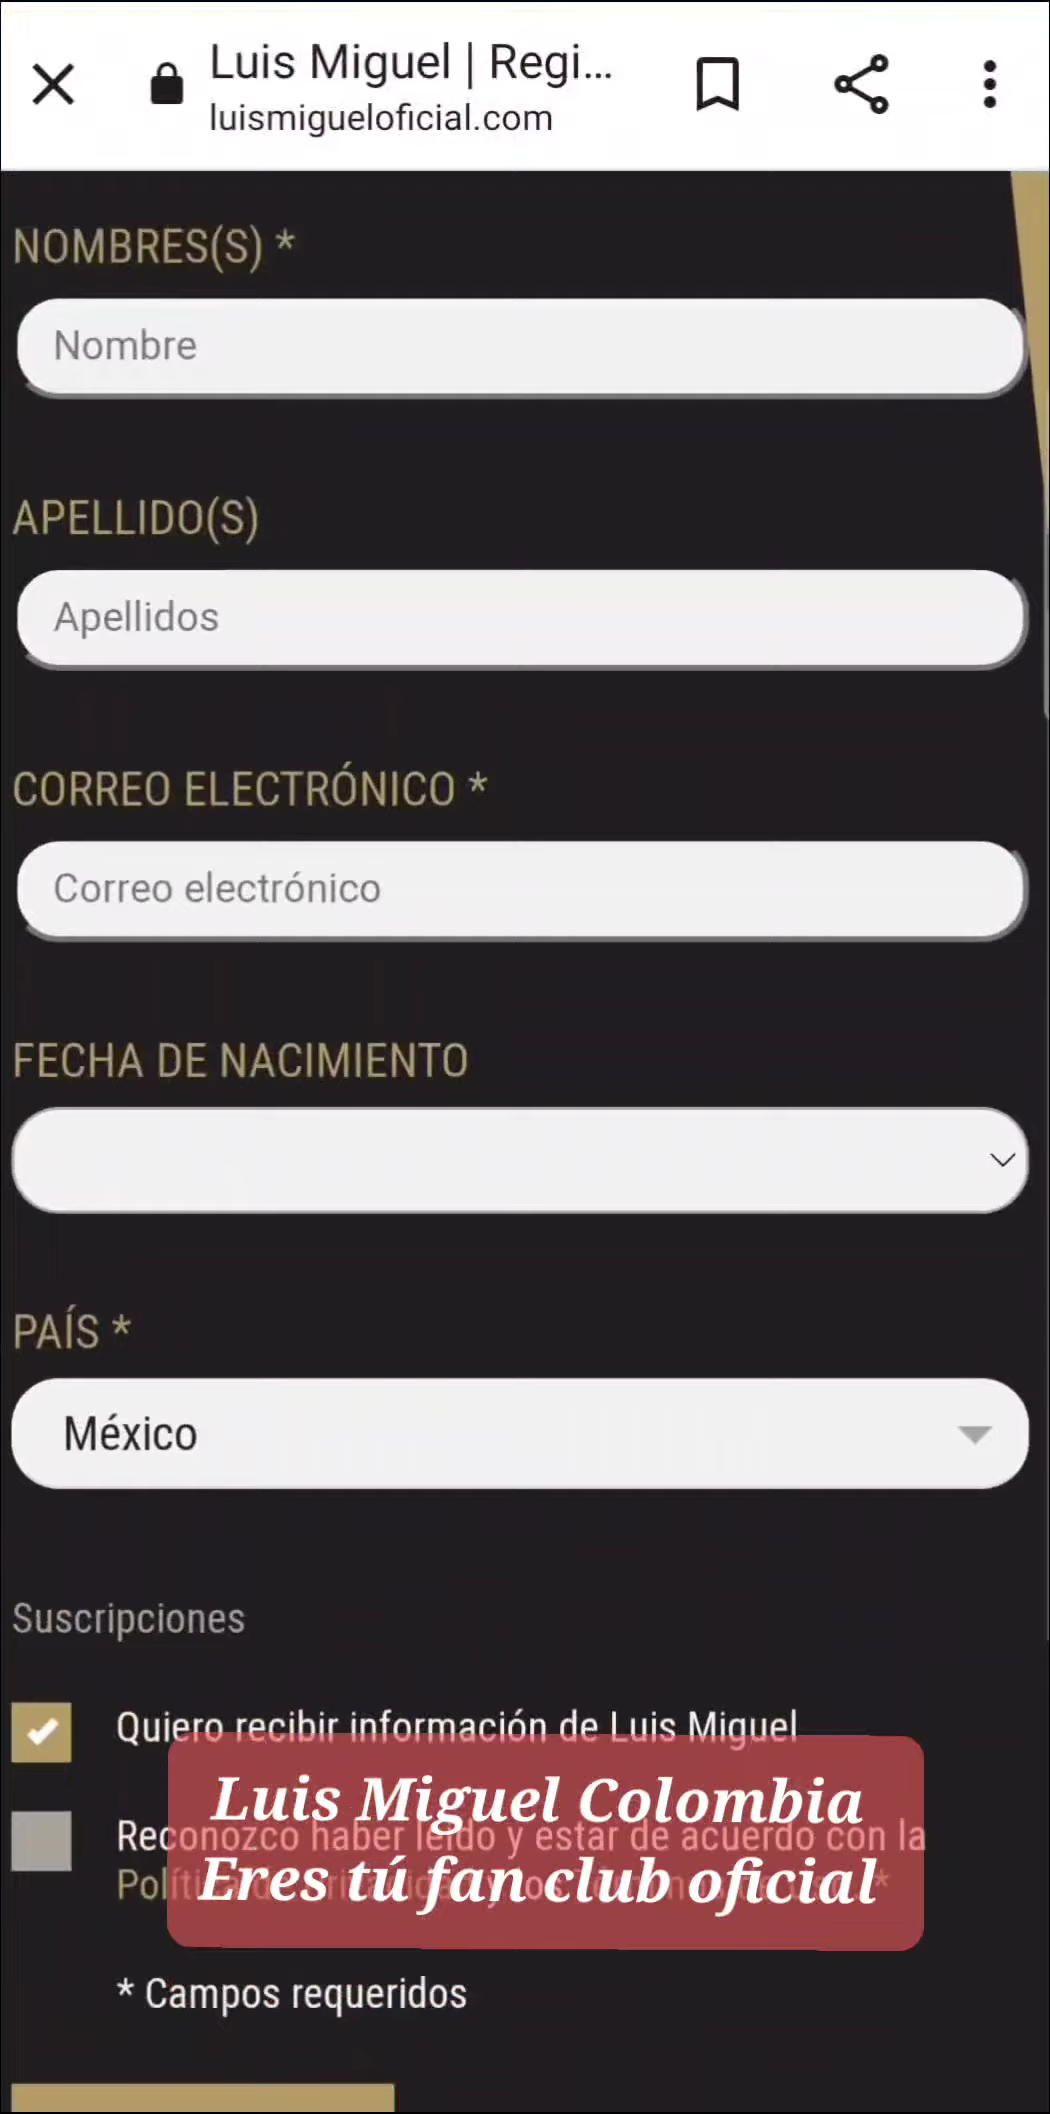 Luis Miguel | Regi...
luismigueloficial.com
NOMBRES(S) *
Nombre
APELLIDO(S)
Apellidos
CORREO ELECTRÓNICO *
Correo electrónico
FECHA DE NACIMIENTO
PAÍS *
México
Suscripciones
Quiero recibir información de Luis Miguel
Reconozco haber leído y estar de acuerdo con la
Luis Miguel Colombia
Eres tú fan club oficial
* Campos requeridos